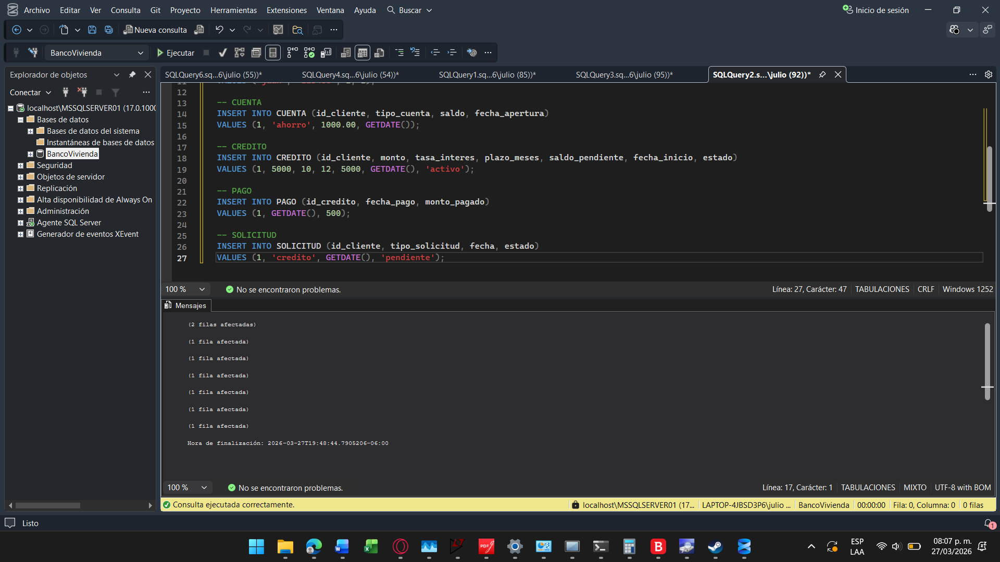 Archivo Editar Ver Consulta Git Proyecto Herramientas Extensiones Ventana Ayuda Buscar Inicio de sesión
Nueva consulta
BancoVivienda Ejecutar
Explorador de objetos
Conectar
localhost\MSSQLSERVER01 (17.0.1000
Bases de datos
Bases de datos del sistema
Instantáneas de bases de datos
BancoVivienda
Seguridad
Objetos de servidor
Replicación
Alta disponibilidad de Always On
Administración
Agente SQL Server
Generador de eventos XEvent
SQLQuery6.sq...6\julio (55))* SQLQuery4.sq...6\julio (54))* SQLQuery1.sq...6\julio (85))* SQLQuery3.sq...6\julio (95))* SQLQuery2.s...\julio (92))*
12
13 -- CUENTA
14 INSERT INTO CUENTA (id_cliente, tipo_cuenta, saldo, fecha_apertura)
15 VALUES (1, 'ahorro', 1000.00, GETDATE());
16
17 -- CREDITO
18 INSERT INTO CREDITO (id_cliente, monto, tasa_interes, plazo_meses, saldo_pendiente, fecha_inicio, estado)
19 VALUES (1, 5000, 10, 12, 5000, GETDATE(), 'activo');
20
21 -- PAGO
22 INSERT INTO PAGO (id_credito, fecha_pago, monto_pagado)
23 VALUES (1, GETDATE(), 500);
24
25 -- SOLICITUD
26 INSERT INTO SOLICITUD (id_cliente, tipo_solicitud, fecha, estado)
27 VALUES (1, 'credito', GETDATE(), 'pendiente');
100 % No se encontraron problemas. Línea: 27, Carácter: 47 TABULACIONES CRLF Windows 1252
Mensajes
(2 filas afectadas)
(1 fila afectada)
(1 fila afectada)
(1 fila afectada)
(1 fila afectada)
(1 fila afectada)
(1 fila afectada)
Hora de finalización: 2026-03-27T19:48:44.7905206-06:00
100 % No se encontraron problemas. Línea: 17, Carácter: 1 TABULACIONES MIXTO UTF-8 with BOM
Consulta ejecutada correctamente. localhost\MSSQLSERVER01 (17... LAPTOP-4JBSD3P6\julio ... BancoVivienda 00:00:00 Fila: 0, Columna: 0 0 filas
Listo 1
PDF B
ESP
LAA
08:07 p. m.
27/03/2026